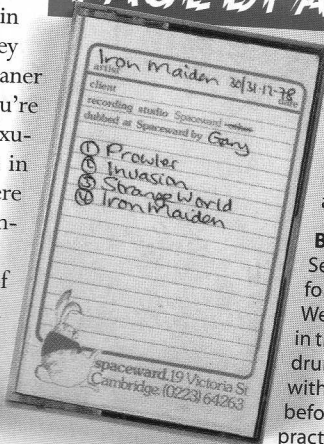 in
ey
aner
u're
xu-
in
ere
n-
f
Iron Maiden 30/31-12-78
artist date
client
recording studio Spaceward
dubbed at Spaceward by Gary
① Prowler
② Invasion
③ Strange World
④ Iron Maiden
spaceward, 19 Victoria St
Cambridge. (0223) 64263
a
B
Se
fo
We
in t
drur
with
befo
pract